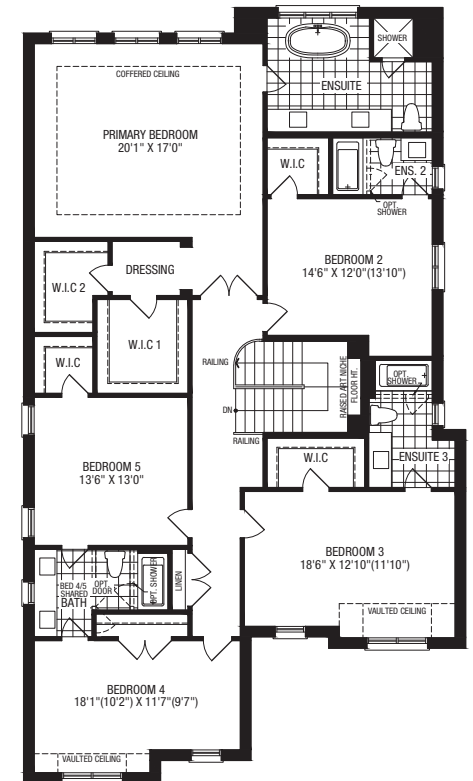 SHOWER
COFFERED CEILING
ENSUITE
PRIMARY BEDROOM
20'1" X 17'0"
W.I.C
ENS. 2
OPT.
SHOWER
BEDROOM 2
14'6" X 12'0"(13'10")
DRESSING
W.I.C 2
W.I.C 1
W.I.C
RAILING
RAISED ART NICHE
FLOOR HT.
OPT.
SHOWER
DN
RAILING
W.I.C
ENSUITE 3
BEDROOM 5
13'6" X 13'0"
BEDROOM 3
18'6" X 12'10"(11'10")
BED 4/5
SHARED
BATH
OPT.
DOOR
OPT. SHOWER
LINEN
VAULTED CEILING
BEDROOM 4
18'1"(10'2") X 11'7"(9'7")
VAULTED CEILING